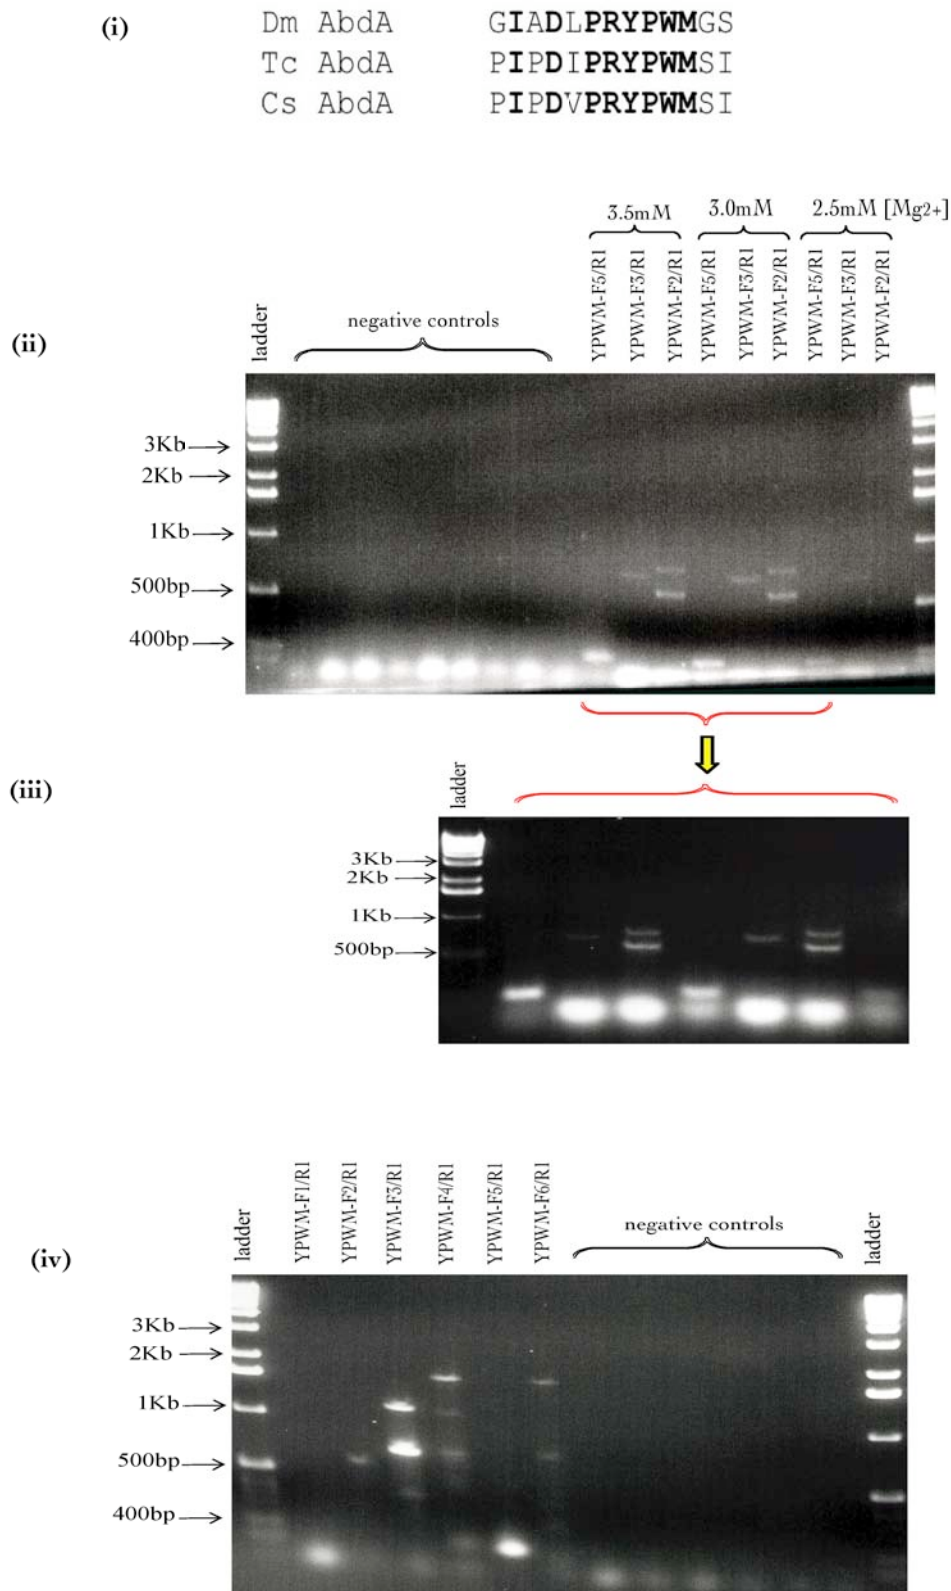 (i)
Dm AbdA GIADLPRYPWMGS
Tc AbdA PIPDIPRYPWMSI
Cs AbdA PIPDVPRYPWMSI
(ii)
3.5mM 3.0mM 2.5mM [Mg2+]
ladder
negative controls
YPWM-F5/R1
YPWM-F3/R1
YPWM-F2/R1
YPWM-F5/R1
YPWM-F3/R1
YPWM-F2/R1
YPWM-F5/R1
YPWM-F3/R1
YPWM-F2/R1
3Kb
2Kb
1Kb
500bp
400bp
(iii)
ladder
3Kb
2Kb
1Kb
500bp
(iv)
ladder
YPWM-F1/R1
YPWM-F2/R1
YPWM-F3/R1
YPWM-F4/R1
YPWM-F5/R1
YPWM-F6/R1
negative controls
ladder
3Kb
2Kb
1Kb
500bp
400bp